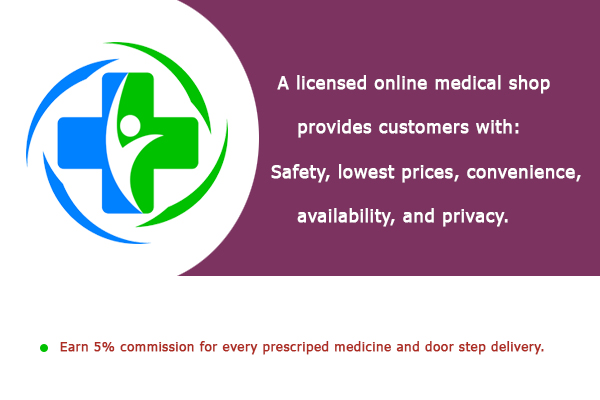 A licensed online medical shop
provides customers with:
Safety, lowest prices, convenience,
availability, and privacy.
Earn 5% commission for every prescriped medicine and door step delivery.